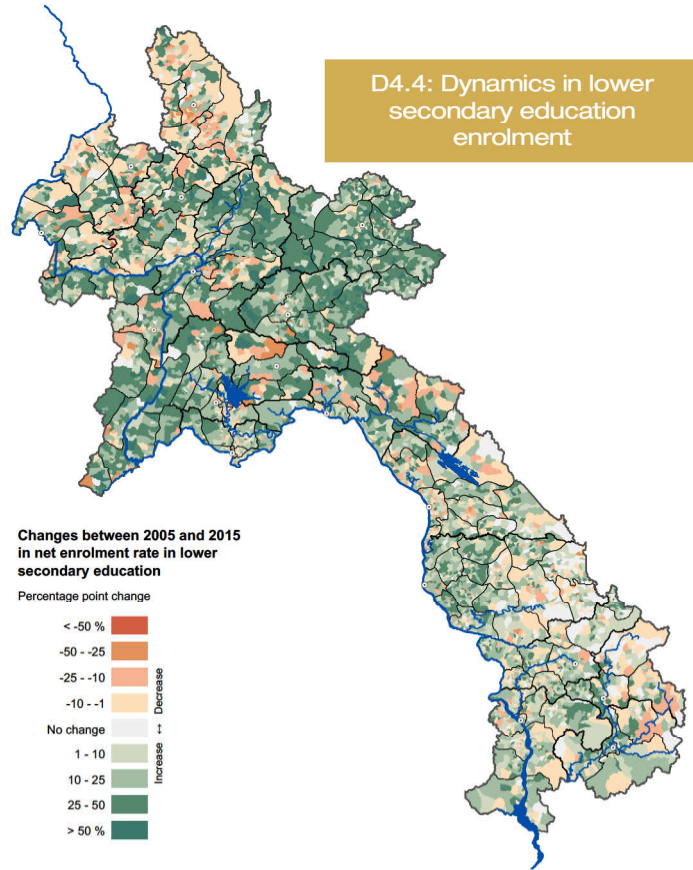 D4.4: Dynamics in lower
secondary education
enrolment
Changes between 2005 and 2015
in net enrolment rate in lower
secondary education
Percentage point change
< -50 %
-50 - -25
-25 - -10
-10 - -1
No change
1 - 10
10 - 25
25 - 50
> 50 %
Decrease
↔
Increase